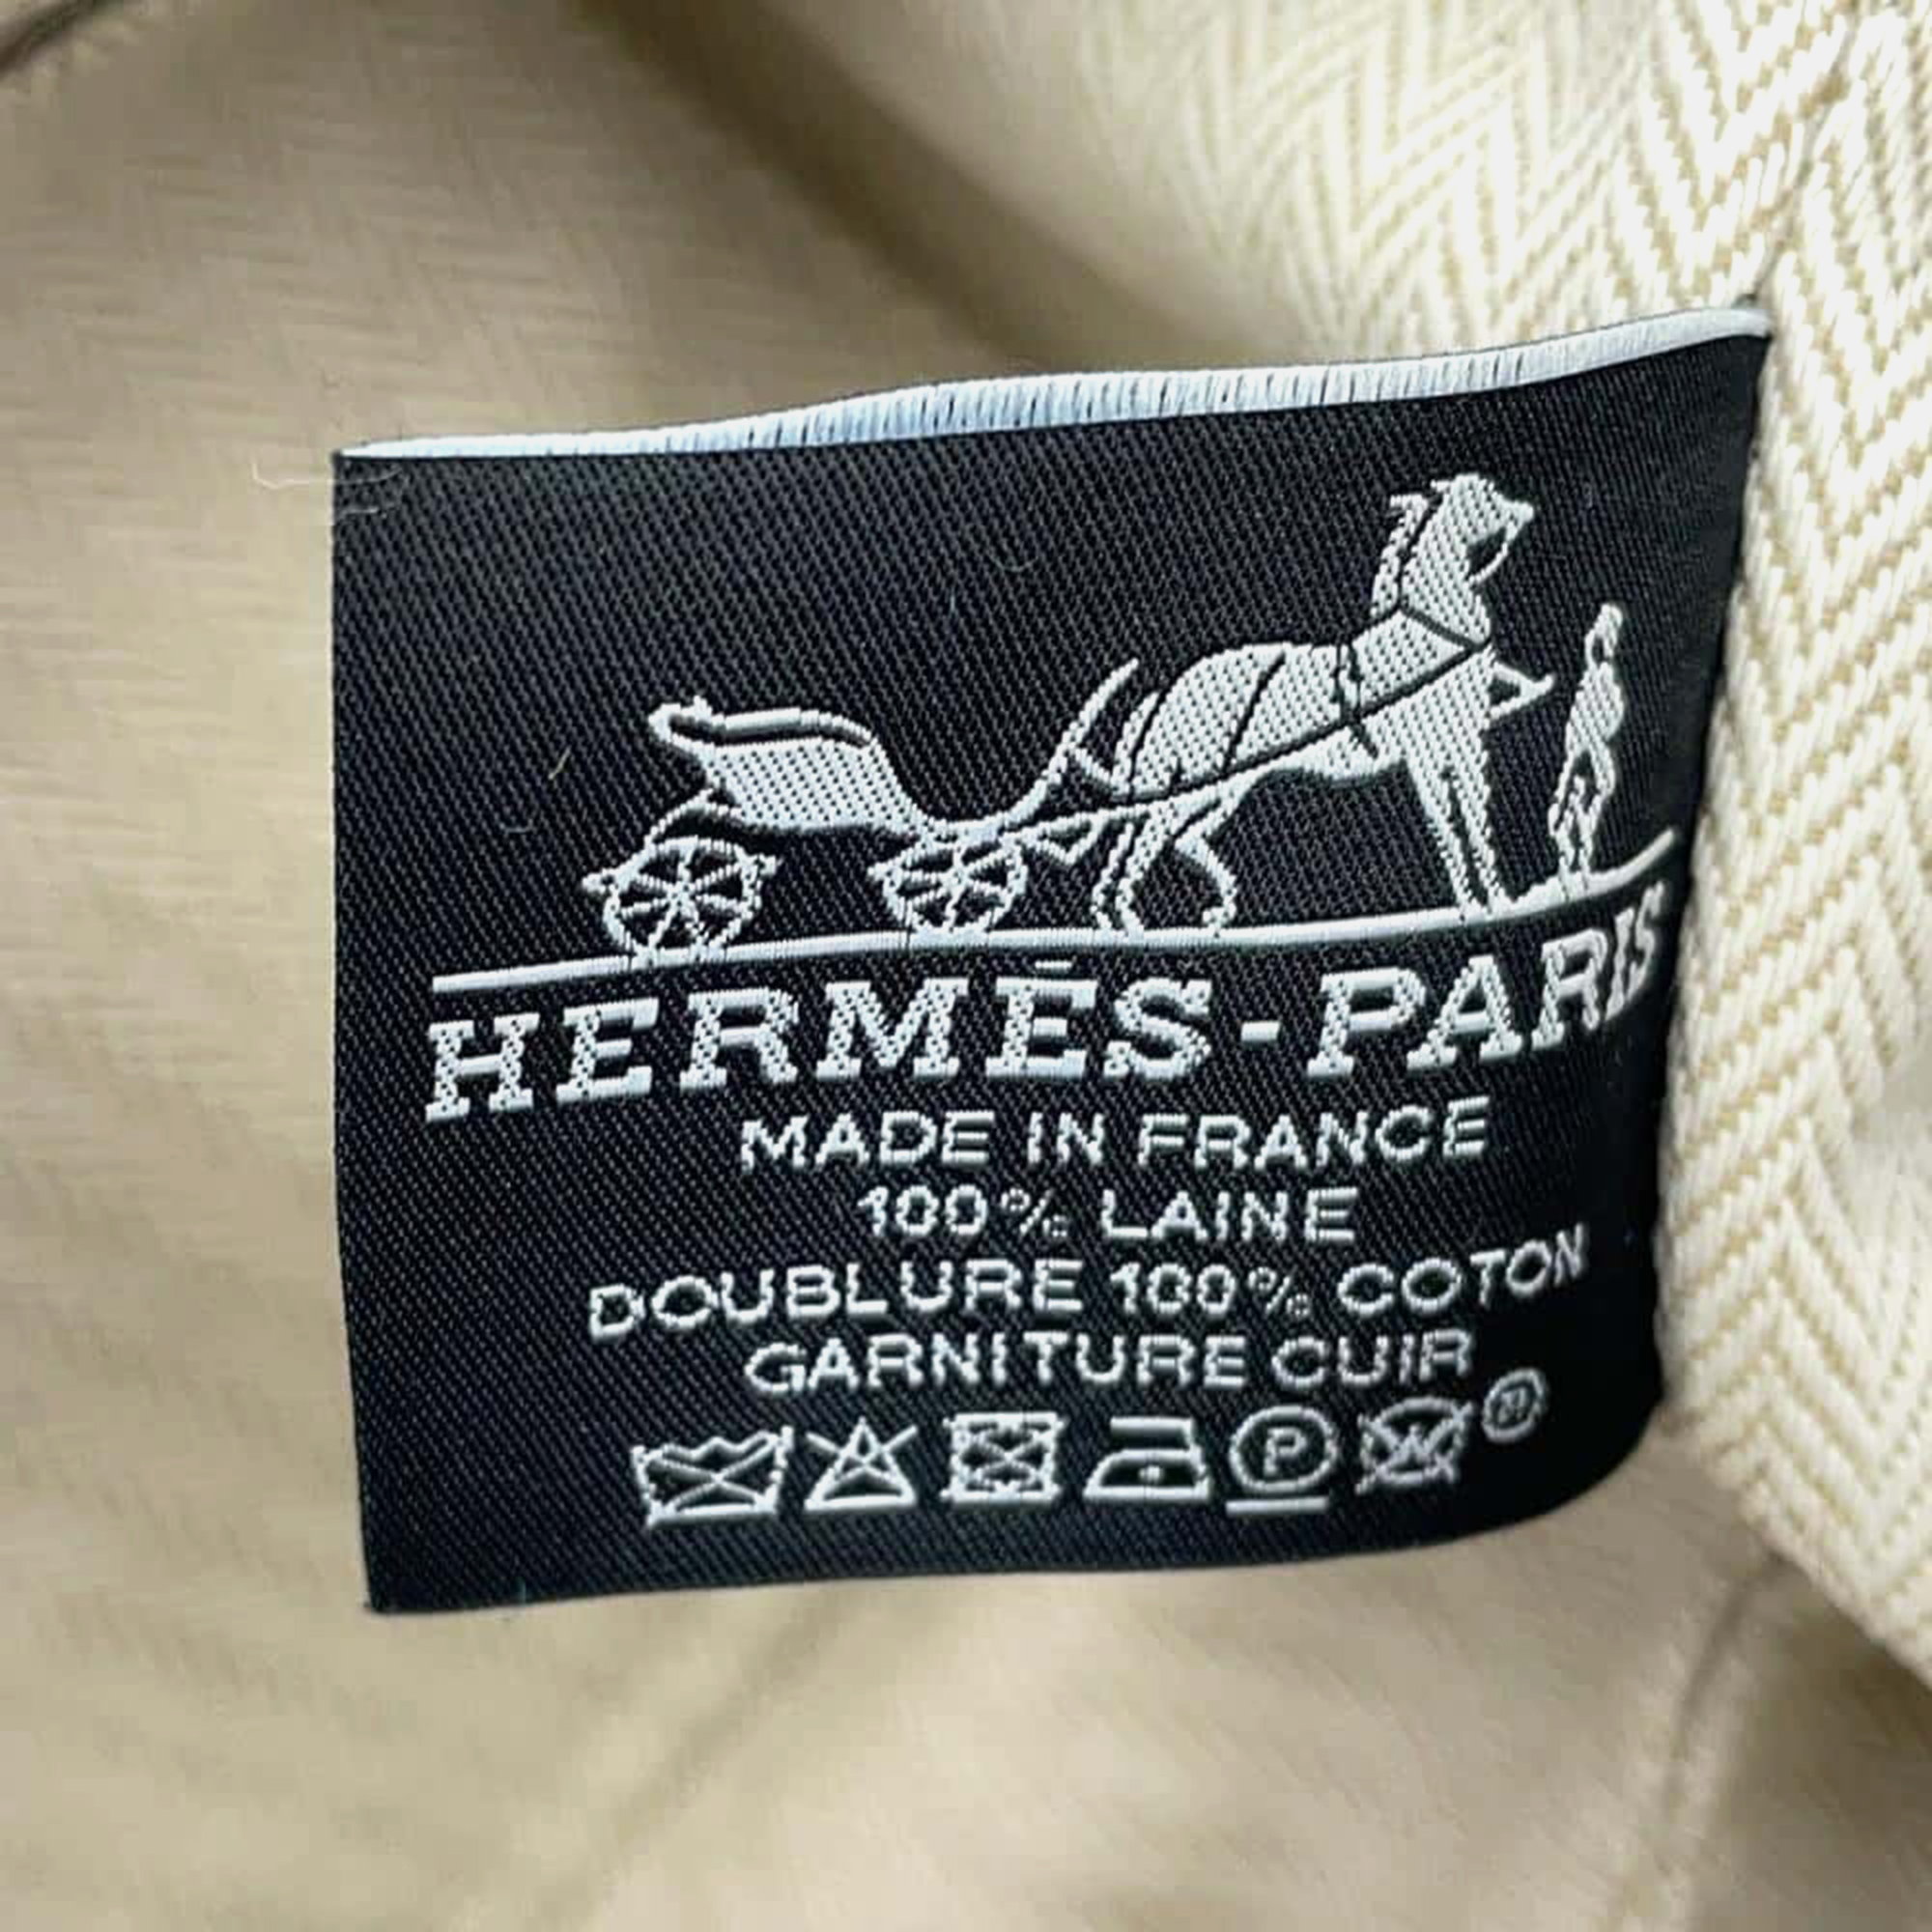 HERMÈS-PARIS
MADE IN FRANCE
100% LAINE
DOUBLURE 100% COTON
GARNITURE CUIR
P W ®